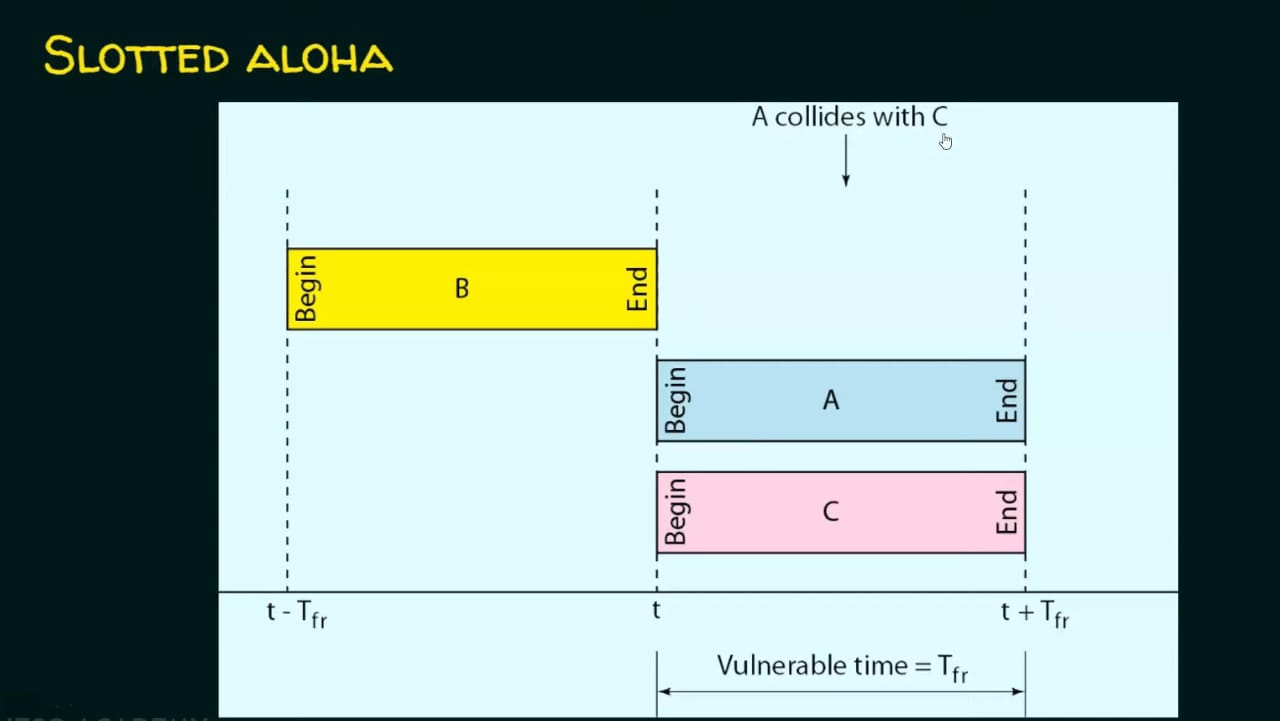 SLOTTED ALOHA
A collides with C
Begin B End
Begin A End
Begin C End
t - Tfr t t + Tfr
Vulnerable time = Tfr